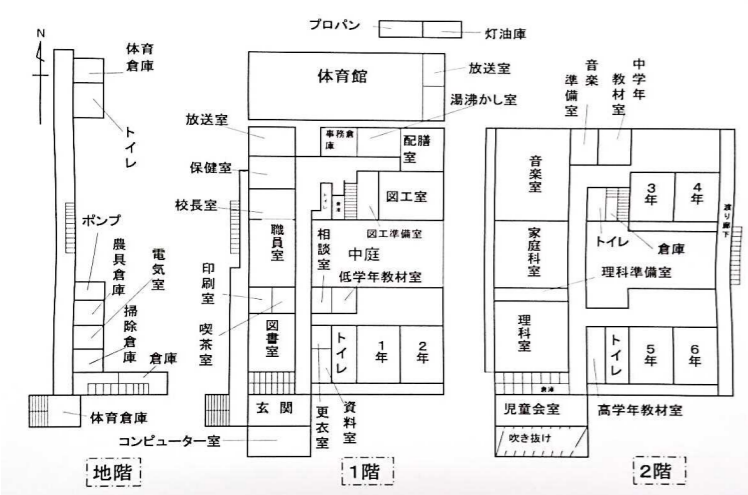 N
体育
倉庫
トイレ
ポンプ
農具倉庫
電気室
掃除倉庫
倉庫
体育倉庫
地階
プロパン
灯油庫
体育館
放送室
湯沸かし室
放送室
事務倉
庫
配膳
室
保健室
校長室
トイレ
倉庫
図工室
図工準備室
職員室
中庭
相談室
低学年教材室
印刷室
喫茶室
図書室
トイレ
1年
2年
玄関
更衣室
資料室
コンピューター室
1階
音楽
準備室
中学年
教材室
音楽室
3年
4年
渡り廊下
トイレ
倉庫
家庭科室
理科準備室
理科室
トイレ
5年
6年
倉庫
児童会室
高学年教材室
吹き抜け
2階